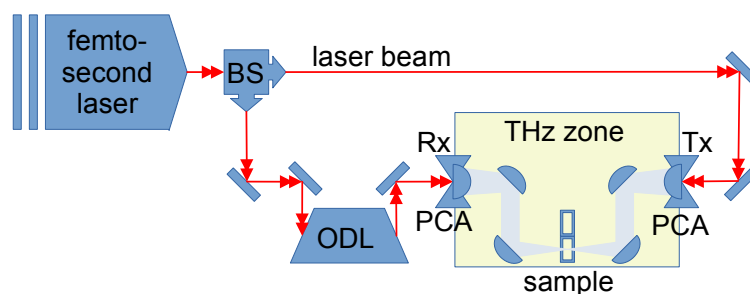 femto-
second
laser
BS
laser beam
Rx
THz zone
Tx
PCA
PCA
ODL
sample